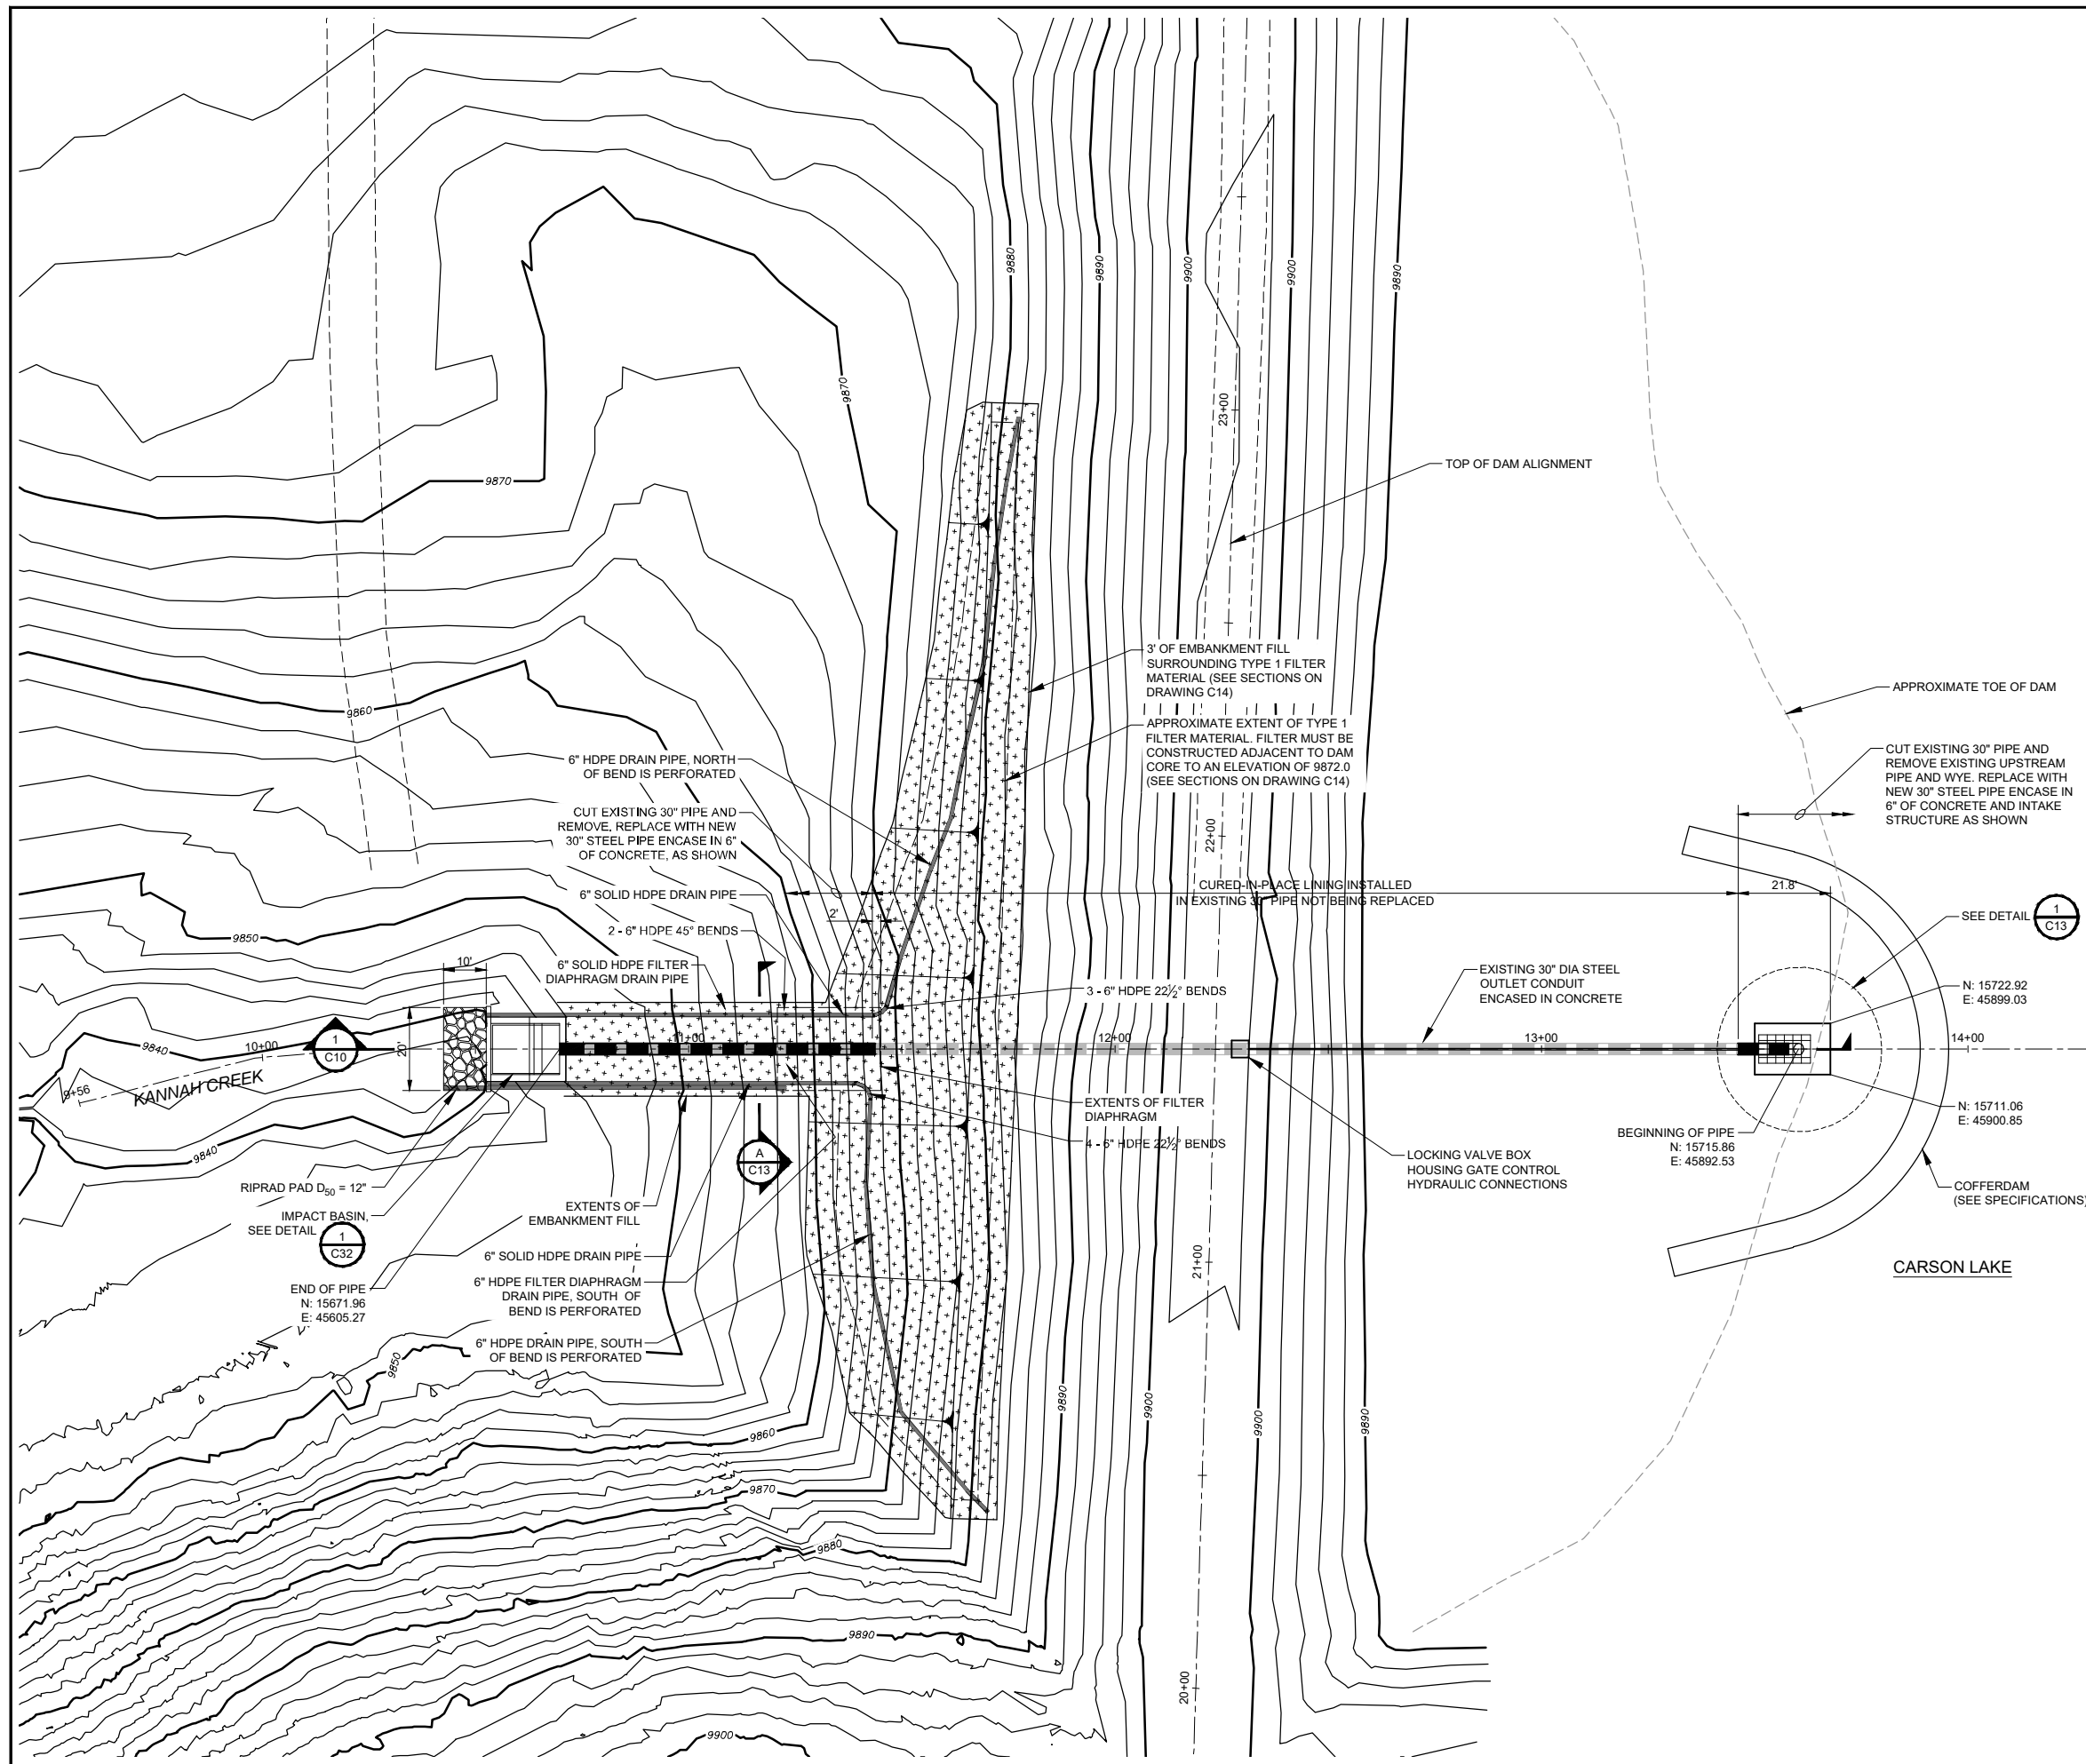 9880
9890
9900
9900
9890
9870
23+00
TOP OF DAM ALIGNMENT
9870
3' OF EMBANKMENT FILL
SURROUNDING TYPE 1 FILTER
MATERIAL (SEE SECTIONS ON
DRAWING C14)
APPROXIMATE TOE OF DAM
9860
APPROXIMATE EXTENT OF TYPE 1
FILTER MATERIAL. FILTER MUST BE
CONSTRUCTED ADJACENT TO DAM
CORE TO AN ELEVATION OF 9872.0
(SEE SECTIONS ON DRAWING C14)
6" HDPE DRAIN PIPE, NORTH
OF BEND IS PERFORATED
CUT EXISTING 30" PIPE AND
REMOVE EXISTING UPSTREAM
PIPE AND WYE. REPLACE WITH
NEW 30" STEEL PIPE ENCASE IN
6" OF CONCRETE AND INTAKE
STRUCTURE AS SHOWN
CUT EXISTING 30" PIPE AND
REMOVE, REPLACE WITH NEW
30" STEEL PIPE ENCASE IN 6"
OF CONCRETE, AS SHOWN
22+00
6" SOLID HDPE DRAIN PIPE
CURED-IN-PLACE LINING INSTALLED
IN EXISTING 30" PIPE NOT BEING REPLACED
21.8'
2'
2 - 6" HDPE 45° BENDS
SEE DETAIL
1
C13
9850
10'
6" SOLID HDPE FILTER
DIAPHRAGM DRAIN PIPE
EXISTING 30" DIA STEEL
OUTLET CONDUIT
ENCASED IN CONCRETE
3 - 6" HDPE 22½° BENDS
N: 15722.92
E: 45899.03
9840
10+00
1
C10
20'
11+00
12+00
13+00
14+00
9+56
KANNAH CREEK
EXTENTS OF FILTER
DIAPHRAGM
N: 15711.06
E: 45900.85
4 - 6" HDPE 22½° BENDS
BEGINNING OF PIPE
N: 15715.86
E: 45892.53
9840
A
C13
LOCKING VALVE BOX
HOUSING GATE CONTROL
HYDRAULIC CONNECTIONS
RIPRAD PAD D50 = 12"
COFFERDAM
(SEE SPECIFICATIONS)
IMPACT BASIN,
SEE DETAIL
1
C32
EXTENTS OF
EMBANKMENT FILL
6" SOLID HDPE DRAIN PIPE
21+00
CARSON LAKE
6" HDPE FILTER DIAPHRAGM
DRAIN PIPE, SOUTH OF
BEND IS PERFORATED
END OF PIPE
N: 15671.96
E: 45605.27
6" HDPE DRAIN PIPE, SOUTH
OF BEND IS PERFORATED
9850
9890
9900
9900
9890
9860
9870
9880
9890
20+00
9900